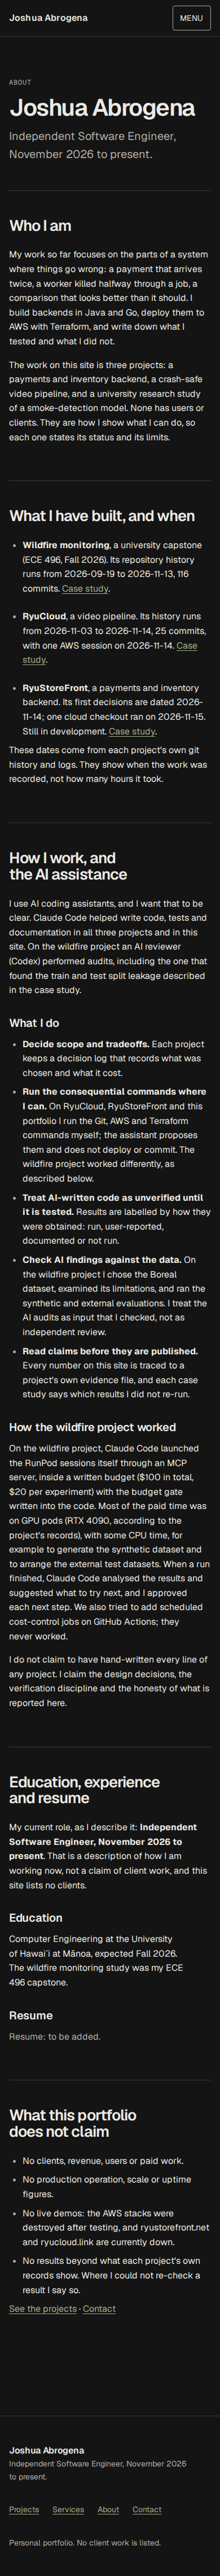 Joshua Abrogena
MENU
ABOUT
Joshua Abrogena
Independent Software Engineer,
November 2026 to present.
Who I am
My work so far focuses on the parts of a system
where things go wrong: a payment that arrives
twice, a worker killed halfway through a job, a
comparison that looks better than it should. I
build backends in Java and Go, deploy them to
AWS with Terraform, and write down what I
tested and what I did not.
The work on this site is three projects: a
payments and inventory backend, a crash-safe
video pipeline, and a university research study
of a smoke-detection model. None has users or
clients. They are how I show what I can do, so
each one states its status and its limits.
What I have built, and when
• Wildfire monitoring, a university capstone
(ECE 496, Fall 2026). Its repository history
runs from 2026-09-19 to 2026-11-13, 116
commits. Case study.
• RyuCloud, a video pipeline. Its history runs
from 2026-11-03 to 2026-11-14, 25 commits,
with one AWS session on 2026-11-14. Case
study.
• RyuStoreFront, a payments and inventory
backend. Its first decisions are dated 2026-
11-14; one cloud checkout ran on 2026-11-15.
Still in development. Case study.
These dates come from each project's own git
history and logs. They show when the work was
recorded, not how many hours it took.
How I work, and
the AI assistance
I use AI coding assistants, and I want that to be
clear. Claude Code helped write code, tests and
documentation in all three projects and in this
site. On the wildfire project an AI reviewer
(Codex) performed audits, including the one that
found the train and test split leakage described
in the case study.
What I do
• Decide scope and tradeoffs. Each project
keeps a decision log that records what was
chosen and what it cost.
• Run the consequential commands where
I can. On RyuCloud, RyuStoreFront and this
portfolio I run the Git, AWS and Terraform
commands myself; the assistant proposes
them and does not deploy or commit. The
wildfire project worked differently, as
described below.
• Treat AI-written code as unverified until
it is tested. Results are labelled by how they
were obtained: run, user-reported,
documented or not run.
• Check AI findings against the data. On
the wildfire project I chose the Boreal
dataset, examined its limitations, and ran the
synthetic and external evaluations. I treat the
AI audits as input that I checked, not as
independent review.
• Read claims before they are published.
Every number on this site is traced to a
project's own evidence file, and each case
study says which results I did not re-run.
How the wildfire project worked
On the wildfire project, Claude Code launched
the RunPod sessions itself through an MCP
server, inside a written budget ($100 in total,
$20 per experiment) with the budget gate
written into the code. Most of the paid time was
on GPU pods (RTX 4090, according to the
project's records), with some CPU time, for
example to generate the synthetic dataset and
to arrange the external test datasets. When a run
finished, Claude Code analysed the results and
suggested what to try next, and I approved
each next step. We also tried to add scheduled
cost-control jobs on GitHub Actions; they
never worked.
I do not claim to have hand-written every line of
any project. I claim the design decisions, the
verification discipline and the honesty of what is
reported here.
Education, experience
and resume
My current role, as I describe it: Independent
Software Engineer, November 2026 to
present. That is a description of how I am
working now, not a claim of client work, and this
site lists no clients.
Education
Computer Engineering at the University
of Hawaiʻi at Mānoa, expected Fall 2026.
The wildfire monitoring study was my ECE
496 capstone.
Resume
Resume: to be added.
What this portfolio
does not claim
• No clients, revenue, users or paid work.
• No production operation, scale or uptime
figures.
• No live demos: the AWS stacks were
destroyed after testing, and ryustorefront.net
and ryucloud.link are currently down.
• No results beyond what each project's own
records show. Where I could not re-check a
result I say so.
See the projects · Contact
Joshua Abrogena
Independent Software Engineer, November 2026
to present.
Projects Services About Contact
Personal portfolio. No client work is listed.